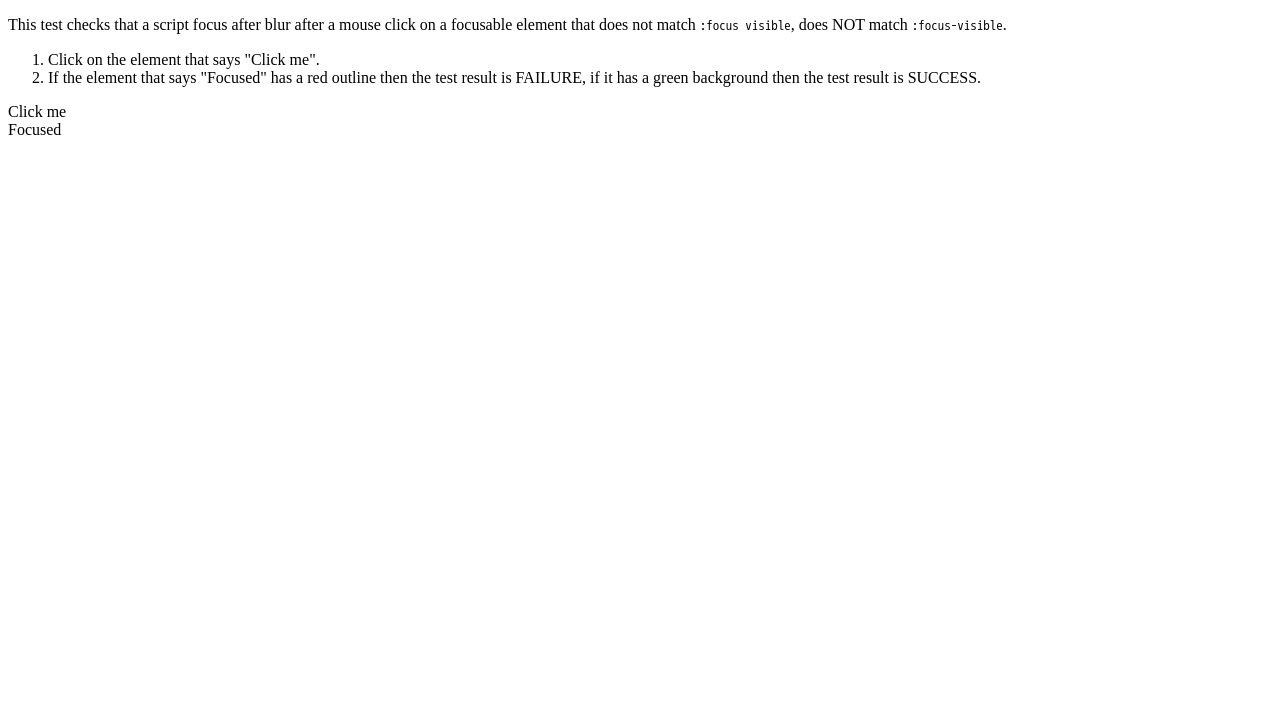 This test checks that a script focus after blur after a mouse click on a focusable element that does not match :focus visible, does NOT match :focus-visible.
1. Click on the element that says "Click me".
2. If the element that says "Focused" has a red outline then the test result is FAILURE, if it has a green background then the test result is SUCCESS.
Click me
Focused